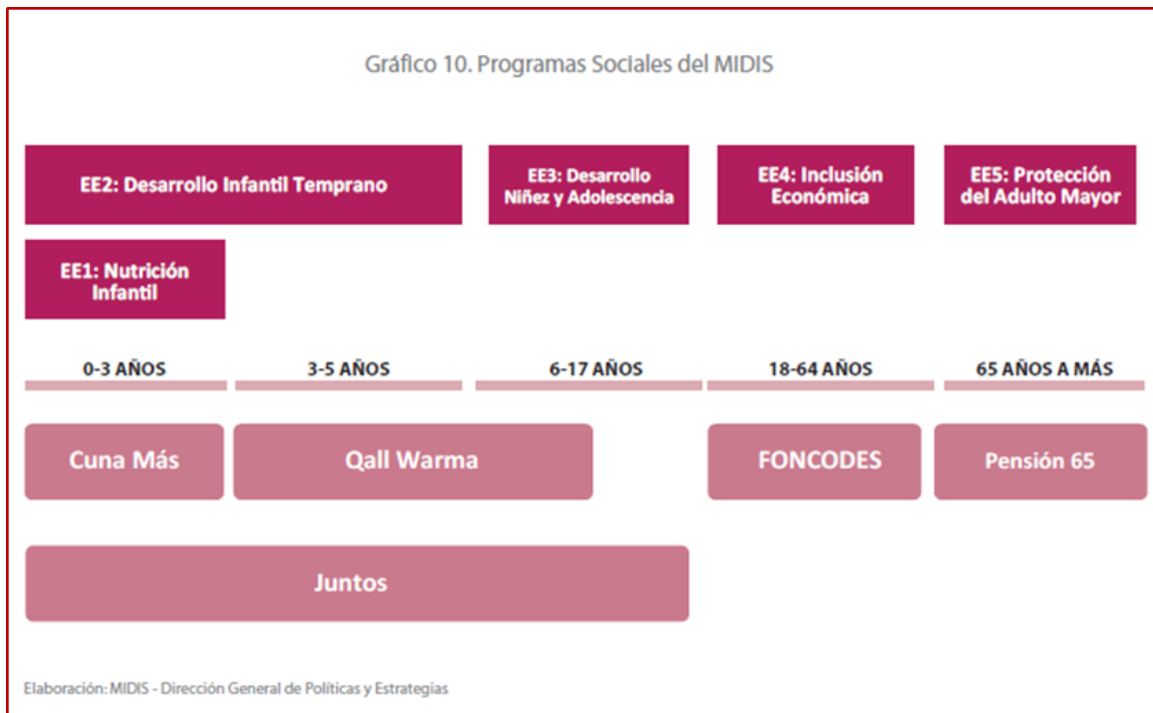 Gráfico 10. Programas Sociales del MIDIS
EE2: Desarrollo Infantil Temprano
EE3: Desarrollo
Niñez y Adolescencia
EE4: Inclusión
Económica
EE5: Protección
del Adulto Mayor
EE1: Nutrición
Infantil
0-3 AÑOS
3-5 AÑOS
6-17 AÑOS
18-64 AÑOS
65 AÑOS A MÁS
Cuna Más
Qall Warma
FONCODES
Pensión 65
Juntos
Elaboración: MIDIS - Dirección General de Políticas y Estrategias